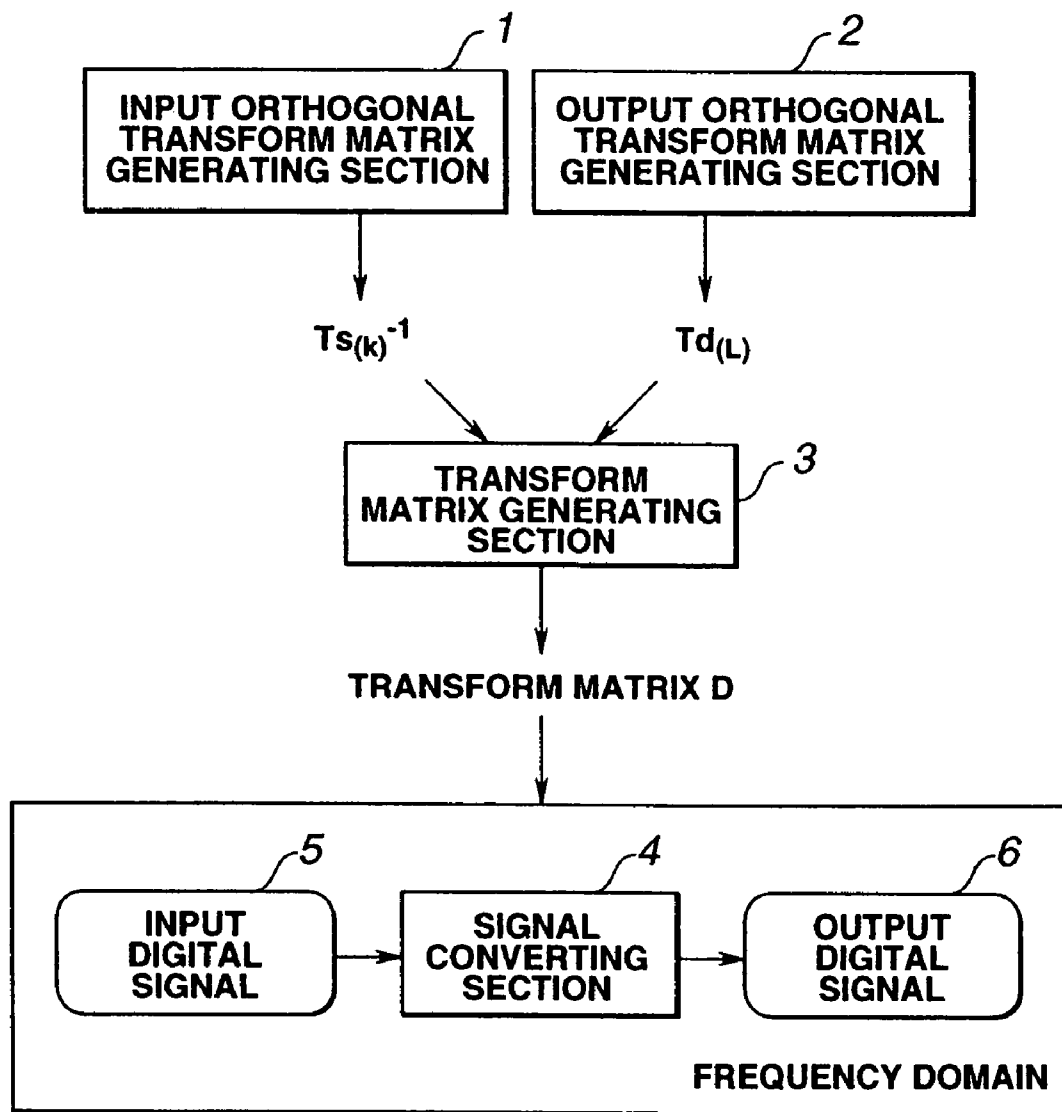 1
2
INPUT ORTHOGONAL
TRANSFORM MATRIX
GENERATING SECTION
OUTPUT ORTHOGONAL
TRANSFORM MATRIX
GENERATING SECTION
Ts(k)-1
Td(L)
3
TRANSFORM
MATRIX GENERATING
SECTION
TRANSFORM MATRIX D
5
4
6
INPUT
DIGITAL
SIGNAL
SIGNAL
CONVERTING
SECTION
OUTPUT
DIGITAL
SIGNAL
FREQUENCY DOMAIN